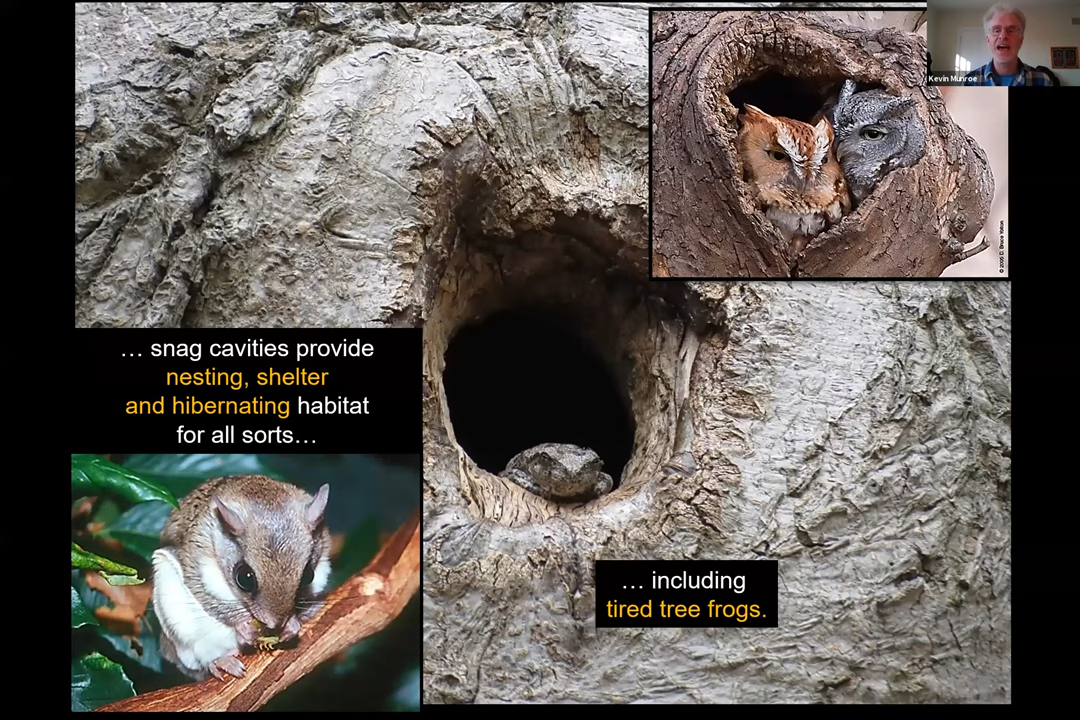 Kevin Munroe
… snag cavities provide
nesting, shelter
and hibernating habitat
for all sorts…
… including
tired tree frogs.